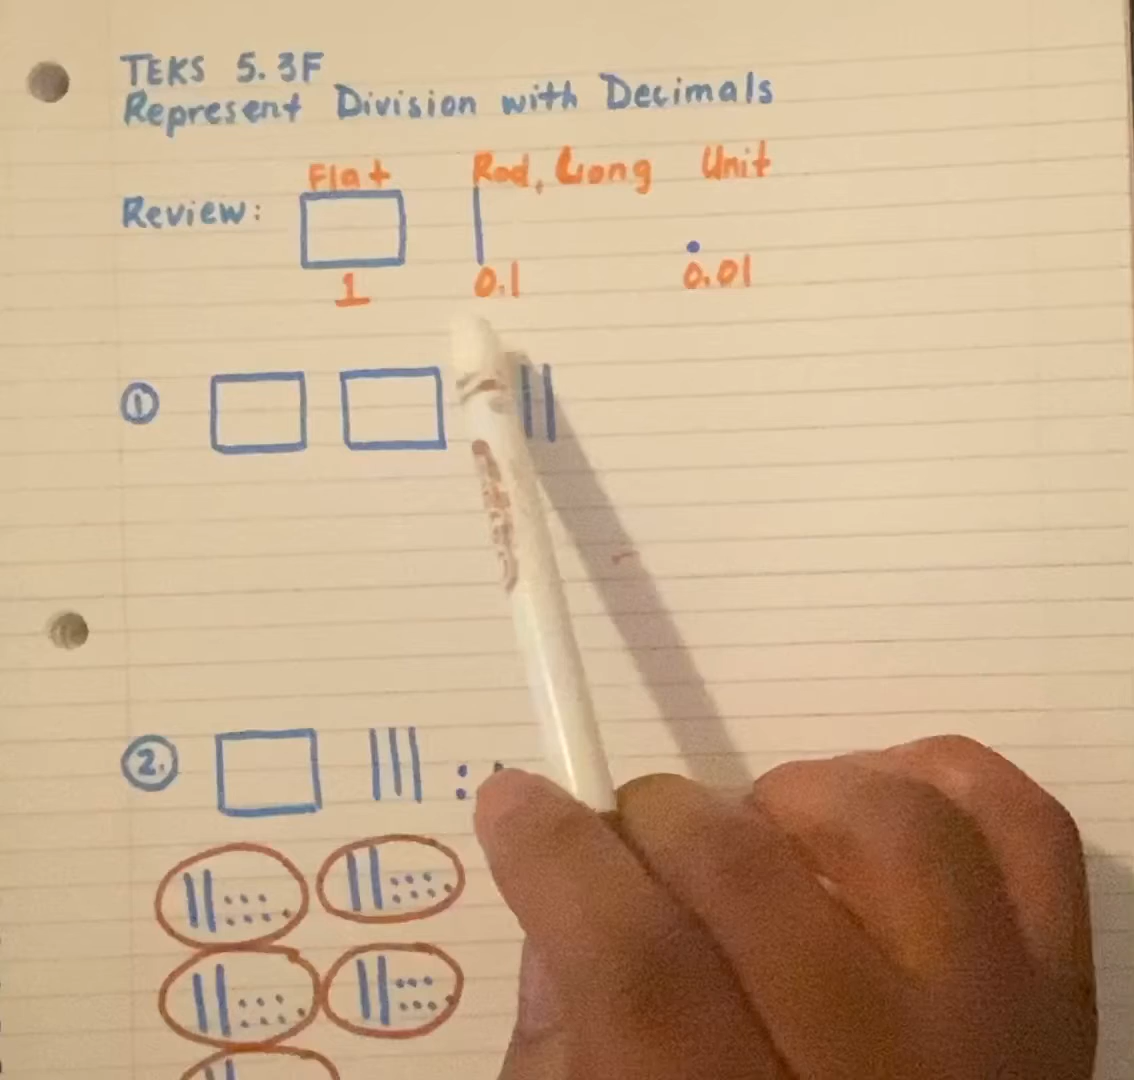 TEKS 5.3F
Represent Division with Decimals
Flat Rod, Long Unit
Review:
1 0.1 0.01
1
2.